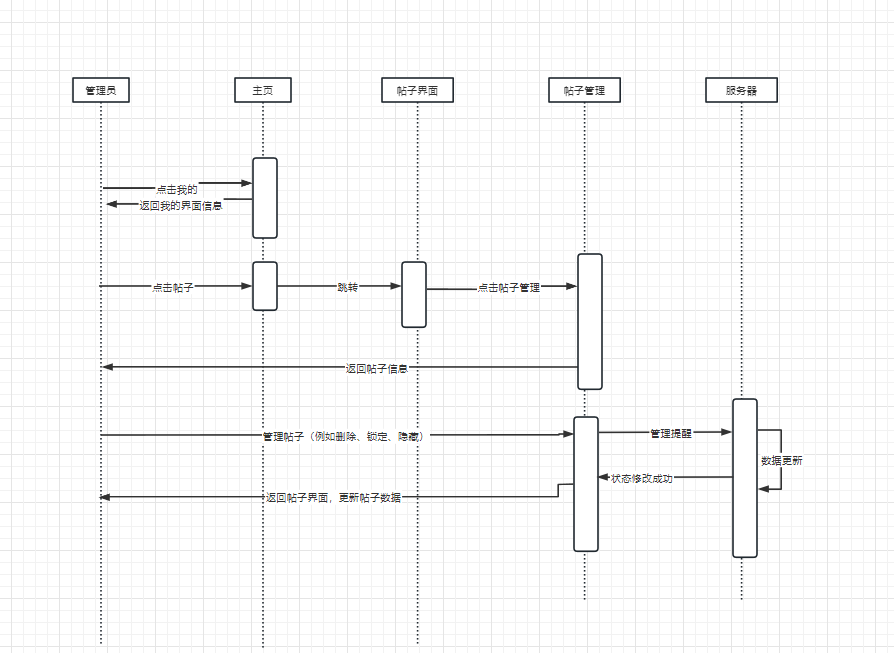 管理员
主页
帖子界面
帖子管理
服务器
点击我的
返回我的界面信息
点击帖子
跳转
点击帖子管理
返回帖子信息
管理帖子（例如删除、锁定、隐藏）
管理提醒
数据更新
状态修改成功
返回帖子界面，更新帖子数据